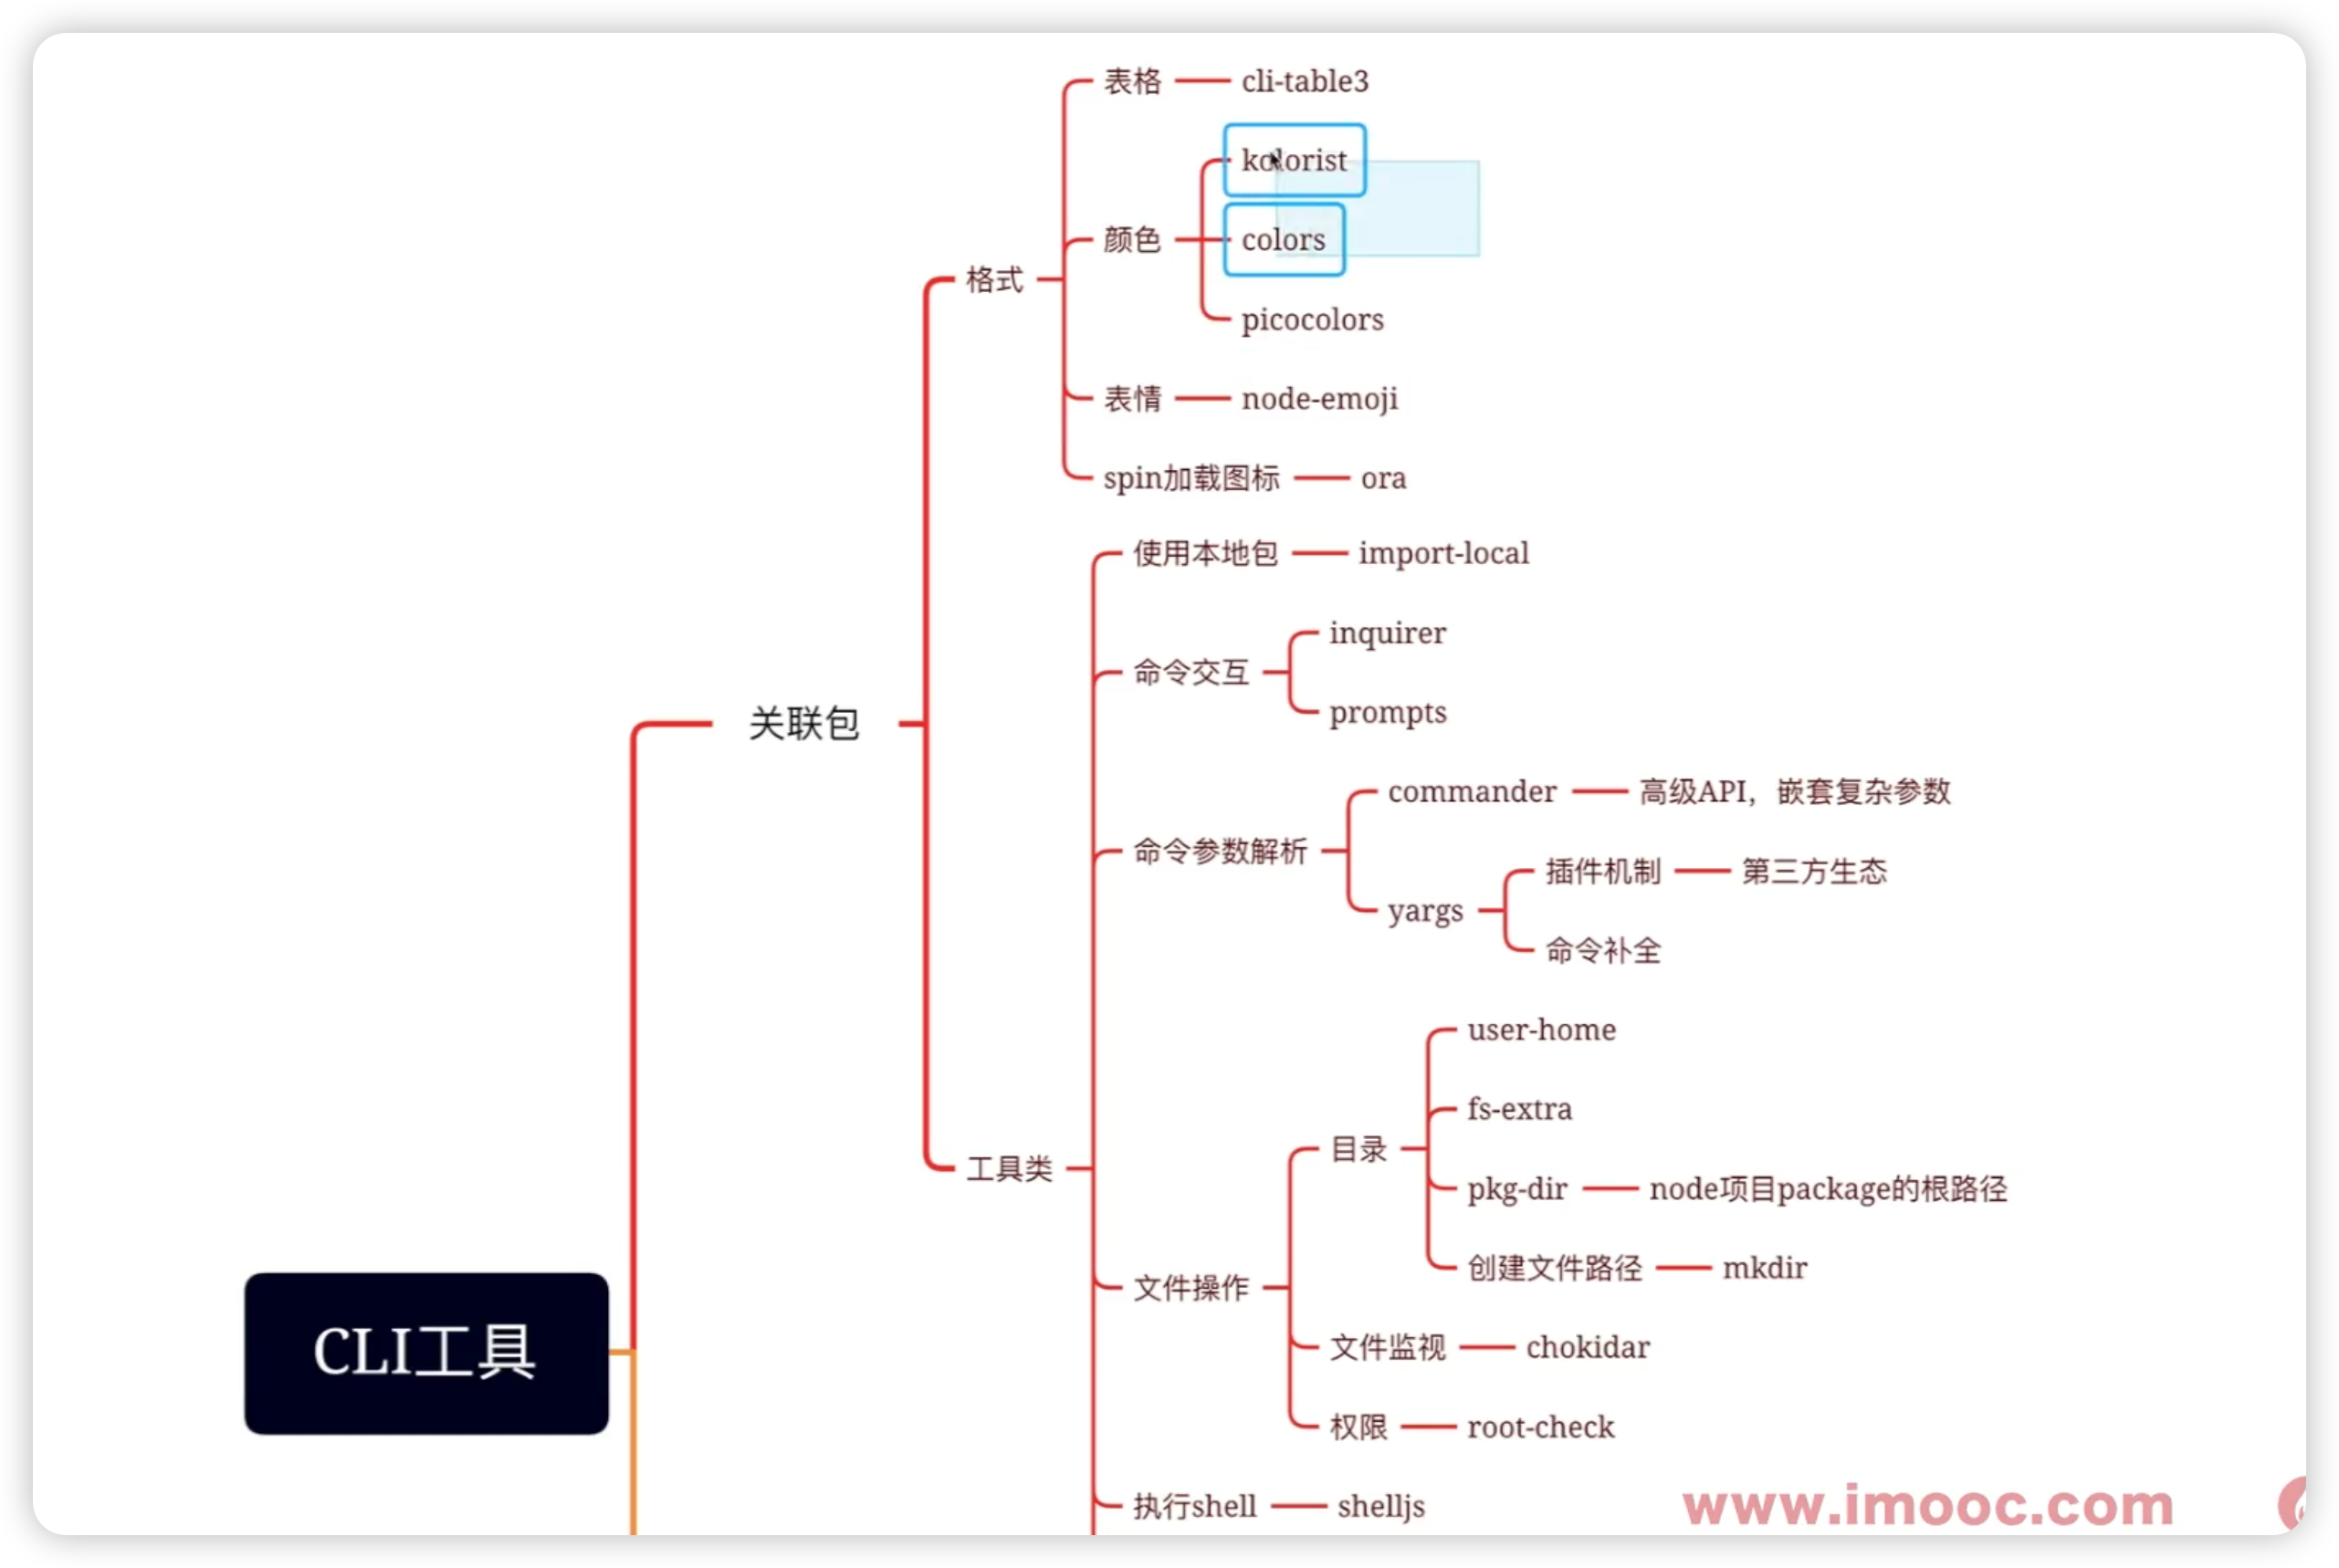 表格
cli-table3
kolorist
颜色
colors
格式
picocolors
表情
node-emoji
spin加载图标
ora
使用本地包
import-local
inquirer
命令交互
prompts
关联包
commander
高级API，嵌套复杂参数
命令参数解析
插件机制
第三方生态
yargs
命令补全
user-home
fs-extra
目录
工具类
pkg-dir
node项目package的根路径
创建文件路径
mkdir
文件操作
文件监视
chokidar
CLI工具
权限
root-check
执行shell
shelljs
www.imooc.com